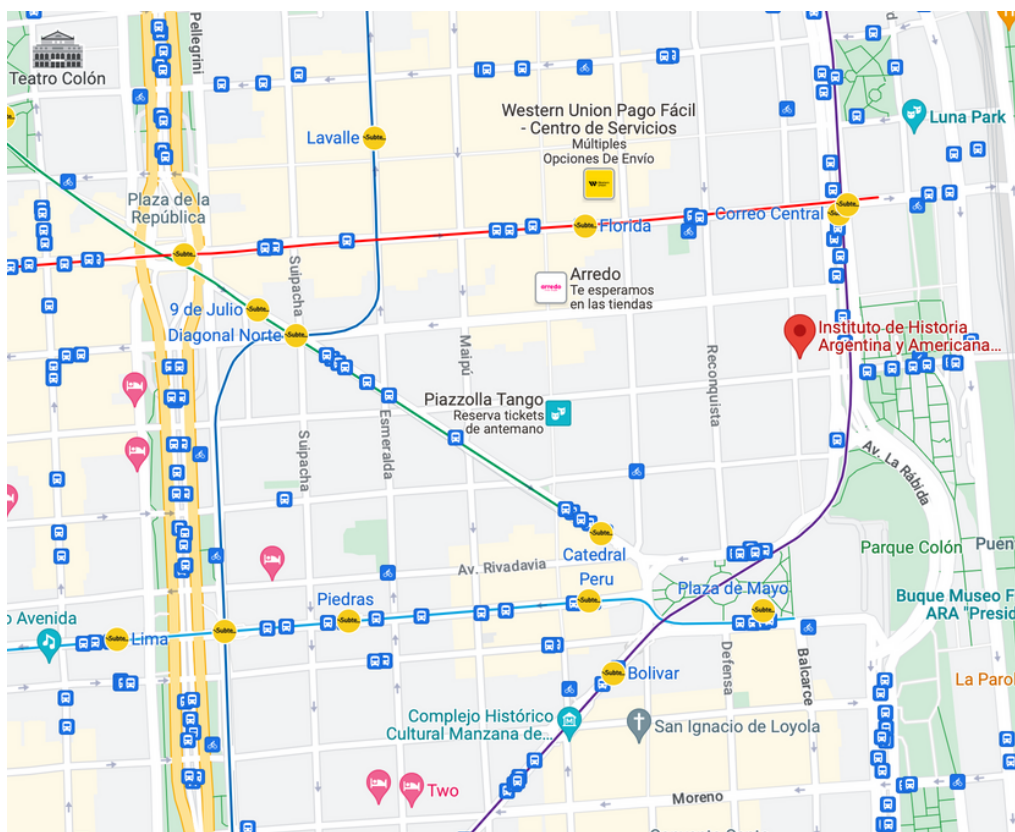 Pellegrini
Teatro Colón
Western Union Pago Fácil
- Centro de Servicios
Múltiples
Opciones De Envío
Luna Park
Lavalle
Plaza de la
República
Florida
Correo Central
Suipacha
Arredo
Te esperamos
en las tiendas
arredo
9 de Julio
Diagonal Norte
Maipú
Reconquista
Instituto de Historia
Argentina y Americana...
Piazzolla Tango
Reserva tickets
de antemano
Esmeralda
Suipacha
Av. La Rábida
Catedral
Av. Rivadavia
Parque Colón
Puen
Peru
Plaza de Mayo
Piedras
Buque Museo F
ARA "Presid
o Avenida
Lima
Defensa
Balcarce
Bolivar
La Parol
Complejo Histórico
Cultural Manzana de...
San Ignacio de Loyola
Two
Moreno